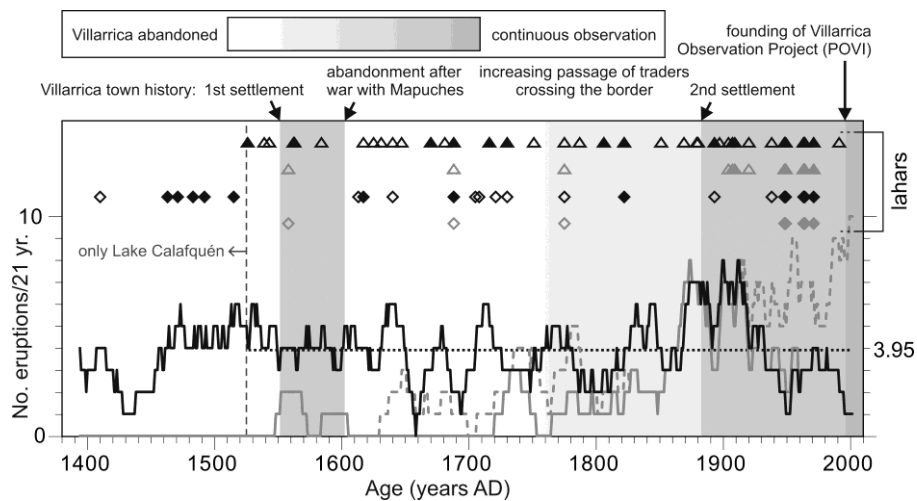 Villarrica abandoned
continuous observation
founding of Villarrica
Observation Project (POVI)
Villarrica town history:
1st settlement
abandonment after
war with Mapuches
increasing passage of traders
crossing the border
2nd settlement
lahars
only Lake Calafquén
No. eruptions/21 yr.
10
0
3.95
1400
1500
1600
1700
1800
1900
2000
Age (years AD)